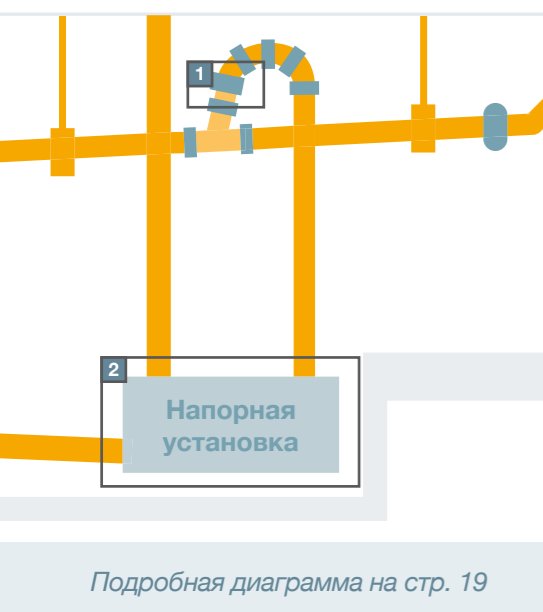 1
2
Напорная
установка
Подробная диаграмма на стр. 19